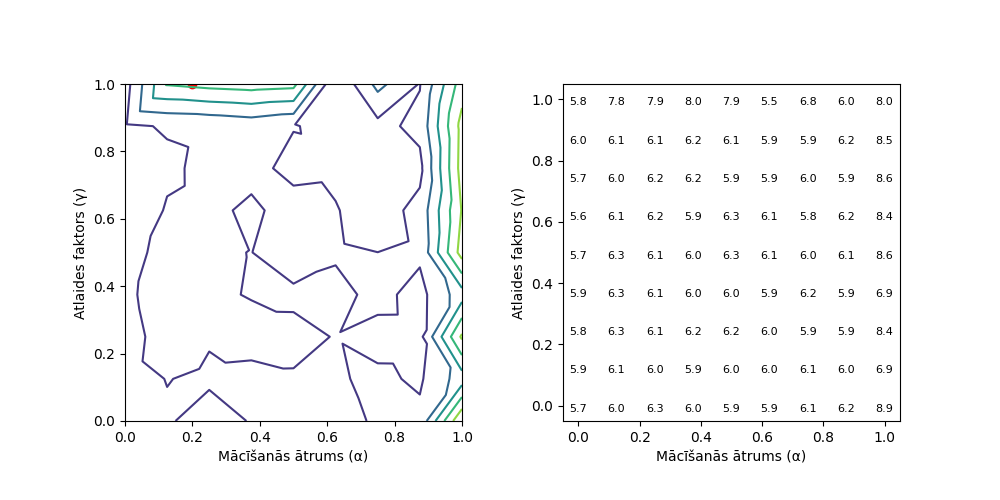 1.0
0.8
0.6
0.4
0.2
0.0
Atlaides faktors (γ)
0.0 0.2 0.4 0.6 0.8 1.0
Mācīšanās ātrums (α)
1.0
0.8
0.6
0.4
0.2
0.0
Atlaides faktors (γ)
5.8 7.8 7.9 8.0 7.9 5.5 6.8 6.0 8.0
6.0 6.1 6.1 6.2 6.1 5.9 5.9 6.2 8.5
5.7 6.0 6.2 6.2 5.9 5.9 6.0 5.9 8.6
5.6 6.1 6.2 5.9 6.3 6.1 5.8 6.2 8.4
5.7 6.3 6.1 6.0 6.3 6.1 6.0 6.1 8.6
5.9 6.3 6.1 6.0 6.0 5.9 6.2 5.9 6.9
5.8 6.3 6.1 6.2 6.2 6.0 5.9 5.9 8.4
5.9 6.1 6.0 5.9 6.0 6.0 6.1 6.0 6.9
5.7 6.0 6.3 6.0 5.9 5.9 6.1 6.2 8.9
0.0 0.2 0.4 0.6 0.8 1.0
Mācīšanās ātrums (α)